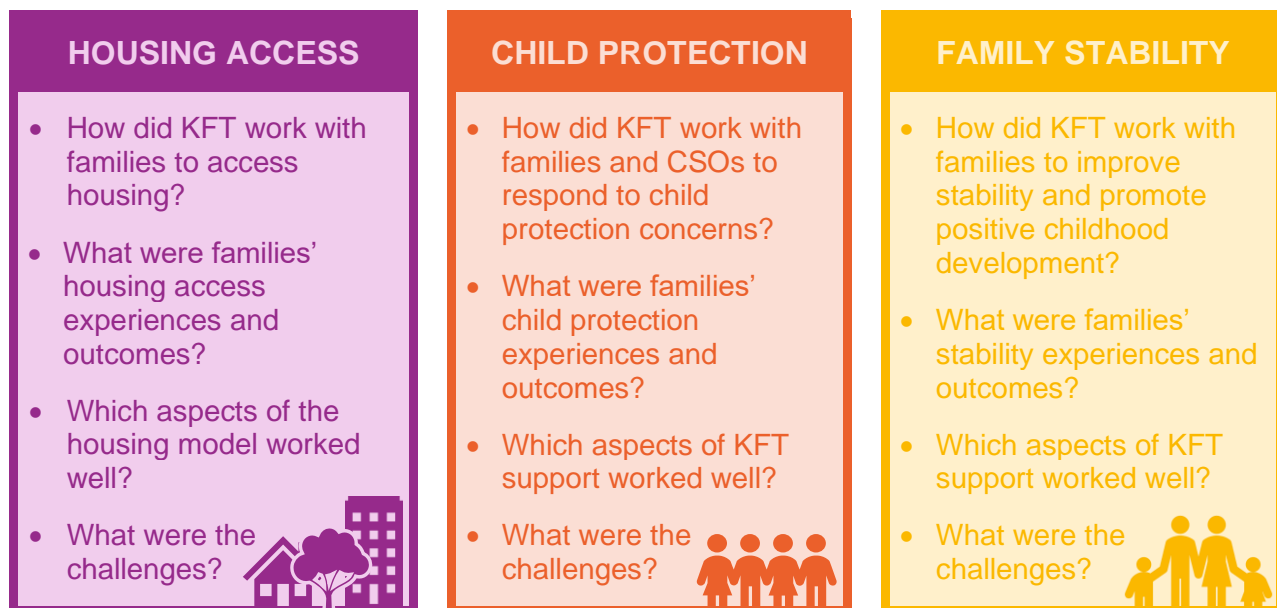 HOUSING ACCESS
• How did KFT work with
families to access
housing?
• What were families’
housing access
experiences and
outcomes?
• Which aspects of the
housing model worked
well?
• What were the
challenges?
CHILD PROTECTION
• How did KFT work with
families and CSOs to
respond to child
protection concerns?
• What were families’
child protection
experiences and
outcomes?
• Which aspects of KFT
support worked well?
• What were the
challenges?
FAMILY STABILITY
• How did KFT work with
families to improve
stability and promote
positive childhood
development?
• What were families’
stability experiences and
outcomes?
• Which aspects of KFT
support worked well?
• What were the
challenges?